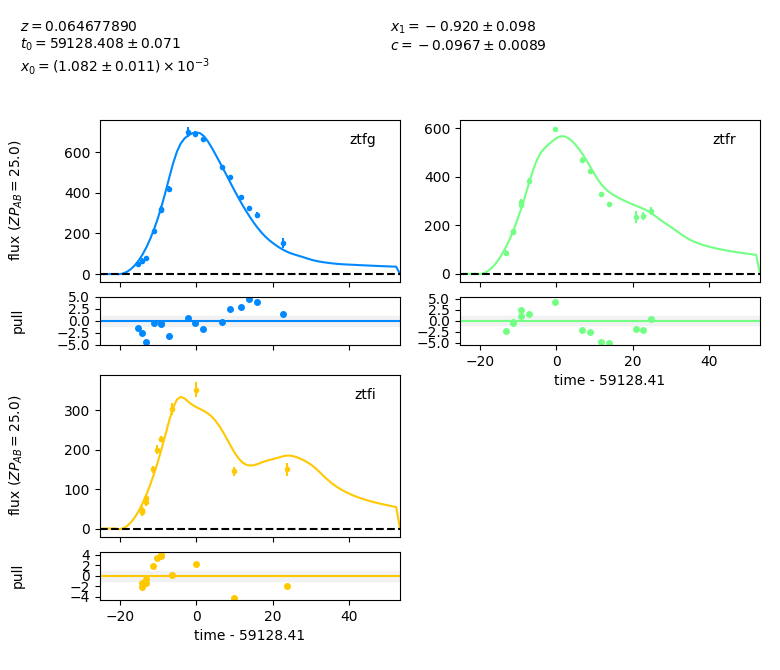 z = 0.064677890
t₀ = 59128.408 ± 0.071
x₀ = (1.082 ± 0.011) × 10⁻³
x₁ = −0.920 ± 0.098
c = −0.0967 ± 0.0089
flux (ZP_AB = 25.0)
600
400
200
0
ztfg
600
400
200
0
ztfr
pull
5.0
2.5
0.0
−2.5
−5.0
5.0
2.5
0.0
−2.5
−5.0
−20 0 20 40
time - 59128.41
flux (ZP_AB = 25.0)
300
200
100
0
ztfi
pull
4
2
0
−2
−4
−20 0 20 40
time - 59128.41